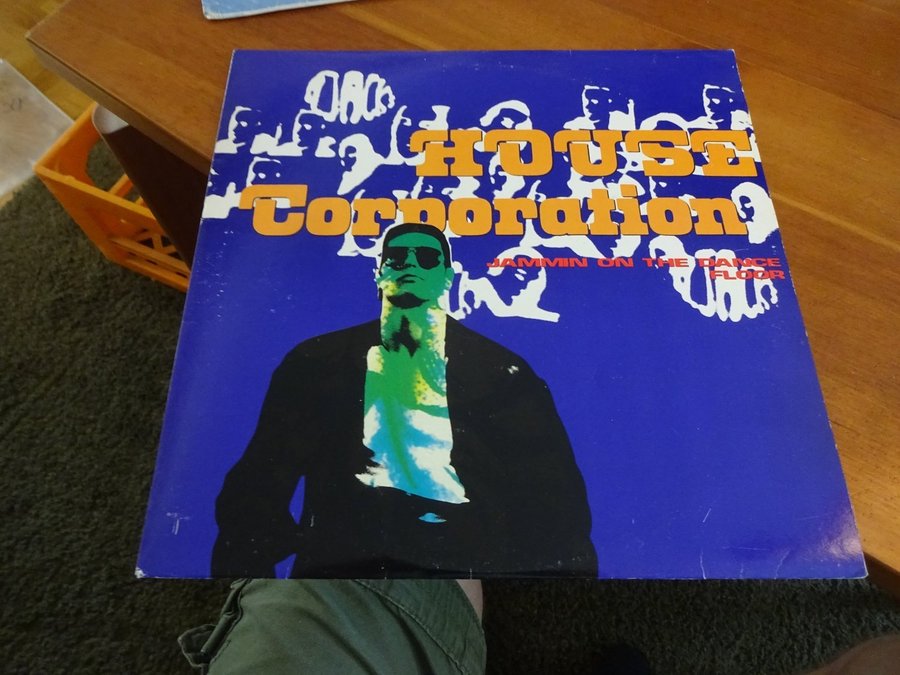 HOUSE
Corporation
JAMMIN ON THE DANCE
FLOOR